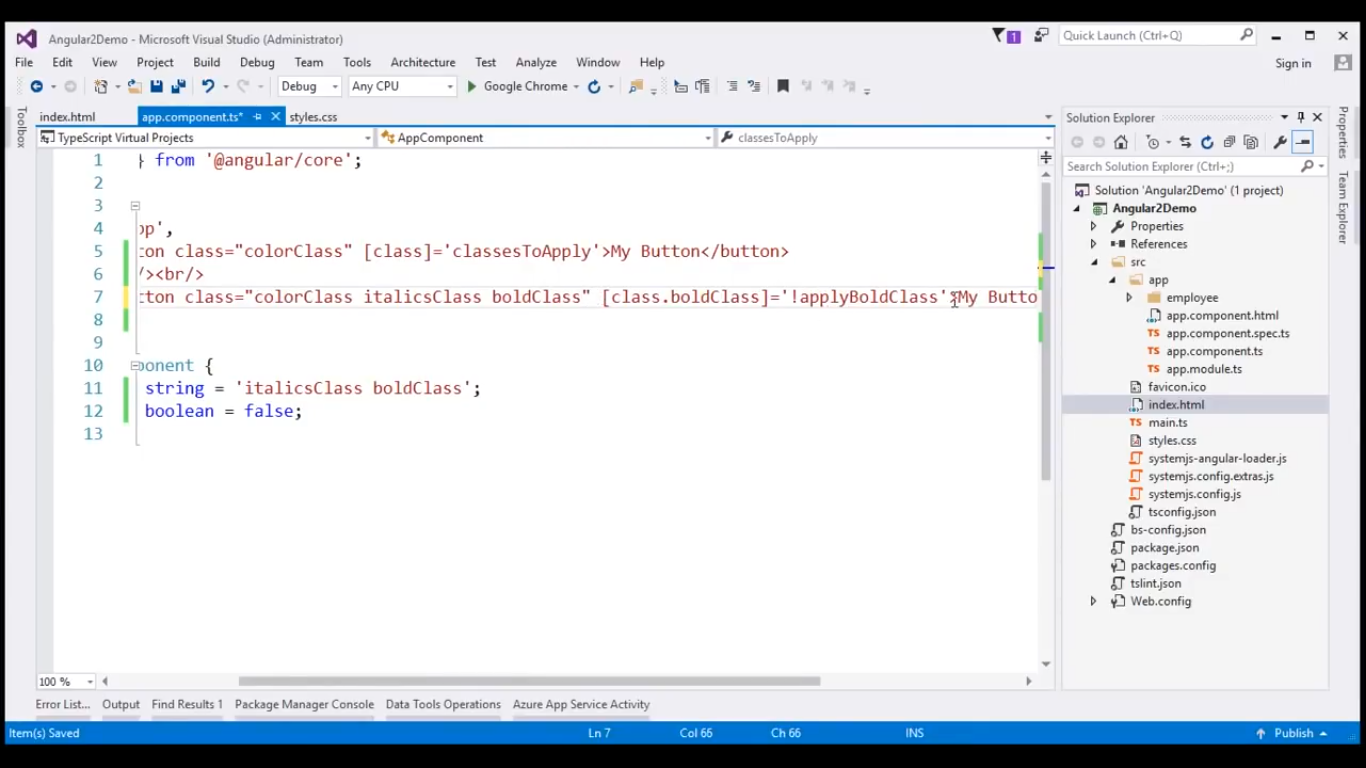 Angular2Demo - Microsoft Visual Studio (Administrator)
1
Quick Launch (Ctrl+Q)
File Edit View Project Build Debug Team Tools Architecture Test Analyze Window Help
Sign in
Debug Any CPU Google Chrome
index.html app.component.ts* styles.css
TypeScript Virtual Projects AppComponent classesToApply
1 } from '@angular/core';
2
3
4 op',
5 ton class="colorClass" [class]='classesToApply'>My Button</button>
6 /><br/>
7 tton class="colorClass italicsClass boldClass" [class.boldClass]='!applyBoldClass'>My Butto
8
9
10 ponent {
11 string = 'italicsClass boldClass';
12 boolean = false;
13
100 %
Toolbox
Solution Explorer
Search Solution Explorer (Ctrl+;)
Solution 'Angular2Demo' (1 project)
Angular2Demo
Properties
References
src
app
employee
app.component.html
TS app.component.spec.ts
TS app.component.ts
TS app.module.ts
favicon.ico
index.html
TS main.ts
styles.css
systemjs-angular-loader.js
systemjs.config.extras.js
systemjs.config.js
tsconfig.json
bs-config.json
package.json
packages.config
tslint.json
Web.config
Properties
Team Explorer
Error List... Output Find Results 1 Package Manager Console Data Tools Operations Azure App Service Activity
Item(s) Saved Ln 7 Col 66 Ch 66 INS Publish